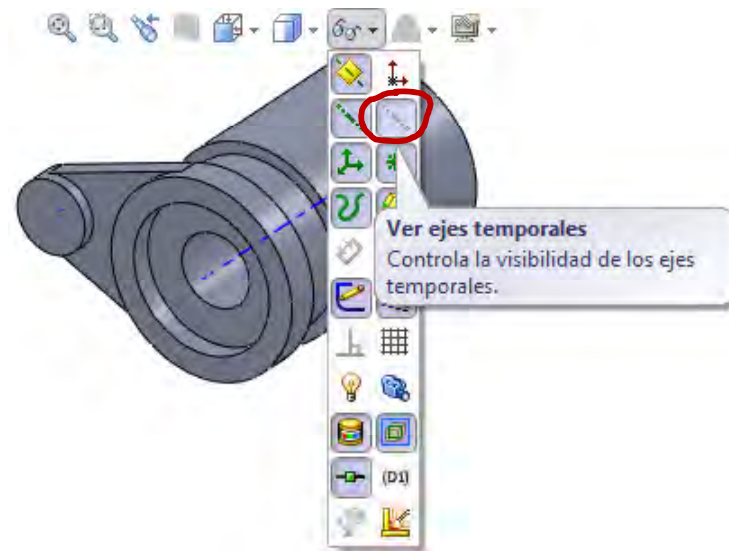 Ver ejes temporales
Controla la visibilidad de los ejes
temporales.
(D1)